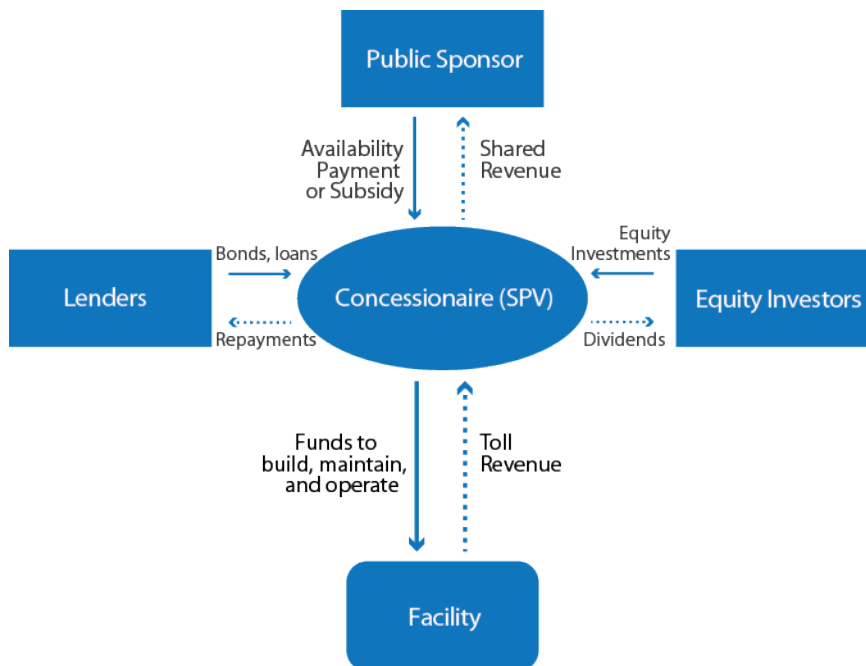 Public Sponsor
Availability
Payment
or Subsidy
Shared
Revenue
Equity
Investments
Bonds, loans
Lenders
Concessionaire (SPV)
Equity Investors
Repayments
Dividends
Funds to
build, maintain,
and operate
Toll
Revenue
Facility